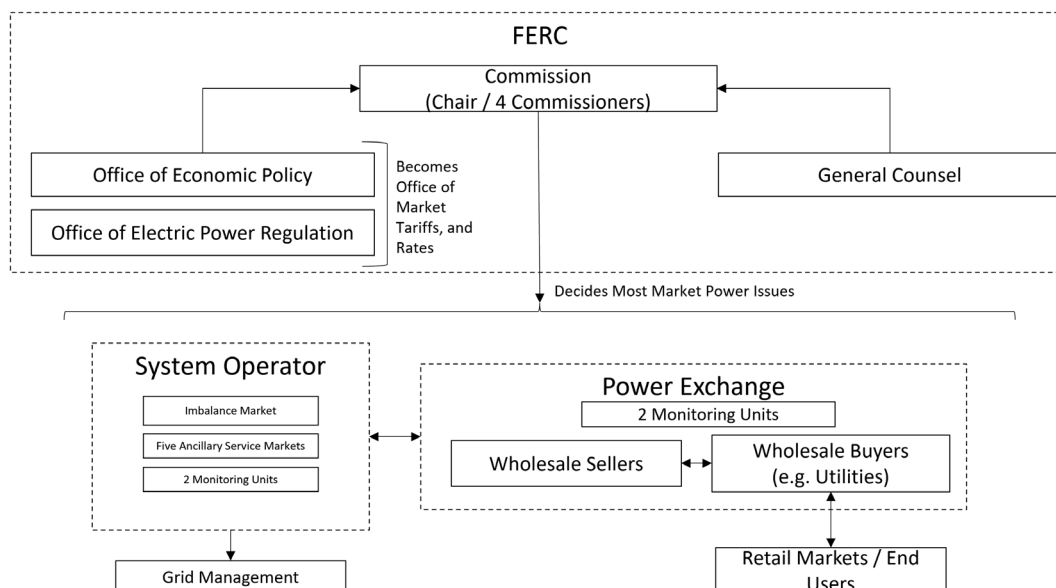 FERC
Commission
(Chair / 4 Commissioners)
Office of Economic Policy
Office of Electric Power Regulation
Becomes
Office of
Market
Tariffs, and
Rates
General Counsel
Decides Most Market Power Issues
System Operator
Imbalance Market
Five Ancillary Service Markets
2 Monitoring Units
Power Exchange
2 Monitoring Units
Wholesale Sellers
Wholesale Buyers
(e.g. Utilities)
Grid Management
Retail Markets / End
Users